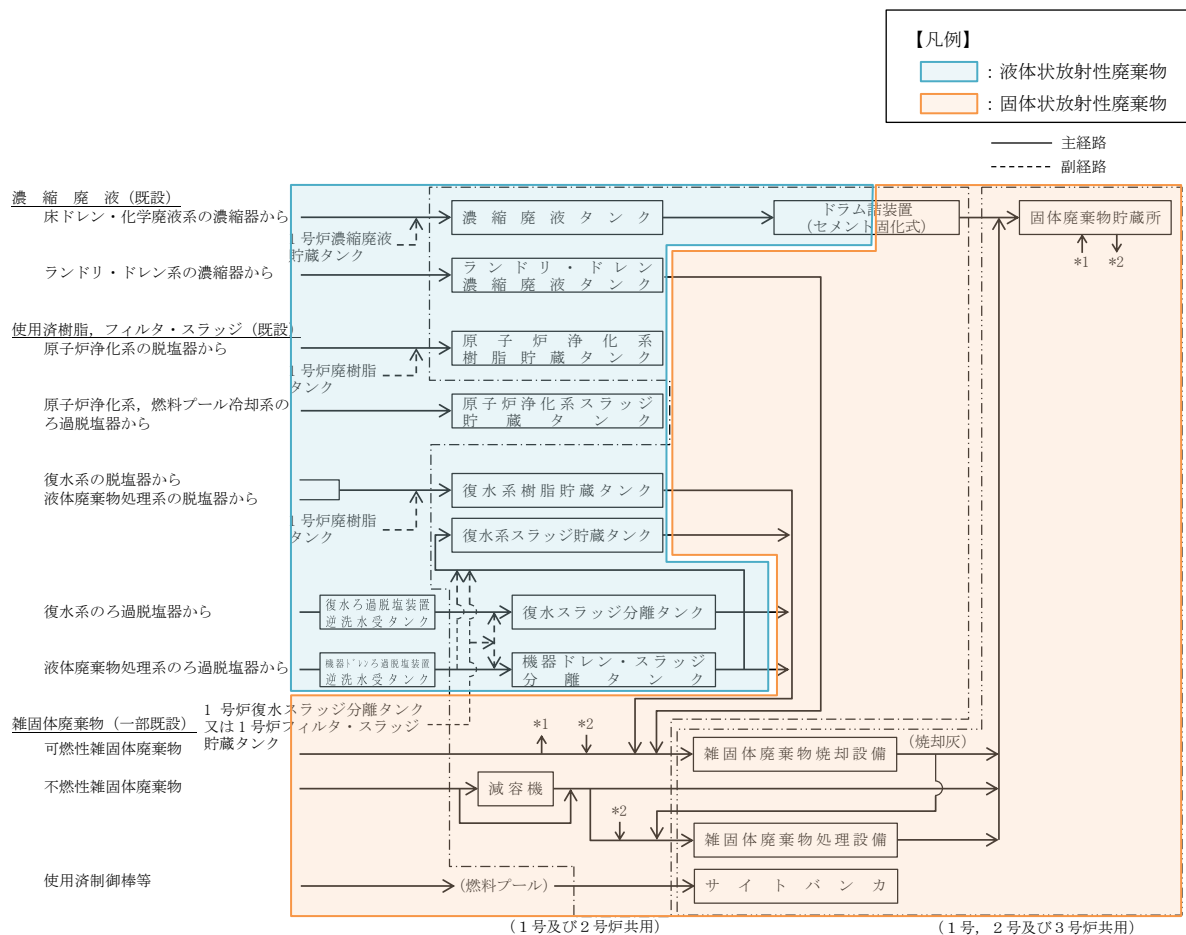 【凡例】
：液体状放射性廃棄物
：固体状放射性廃棄物
主経路
副経路
濃縮廃液（既設）
床ドレン・化学廃液系の濃縮器から
1号炉濃縮廃液
貯蔵タンク
濃縮廃液タンク
ドラム詰装置
（セメント固化式）
固体廃棄物貯蔵所
*1
*2
ランドリ・ドレン系の濃縮器から
ランドリ・ドレン
濃縮廃液タンク
使用済樹脂，フィルタ・スラッジ（既設）
原子炉浄化系の脱塩器から
1号炉廃樹脂
タンク
原子炉浄化系
樹脂貯蔵タンク
原子炉浄化系，燃料プール冷却系の
ろ過脱塩器から
原子炉浄化系スラッジ
貯蔵タンク
復水系の脱塩器から
液体廃棄物処理系の脱塩器から
1号炉廃樹脂
タンク
復水系樹脂貯蔵タンク
復水系スラッジ貯蔵タンク
復水系のろ過脱塩器から
復水ろ過脱塩装置
逆洗水受タンク
復水スラッジ分離タンク
液体廃棄物処理系のろ過脱塩器から
機器ﾄﾞﾚﾝろ過脱塩装置
逆洗水受タンク
機器ドレン・スラッジ
分離タンク
1号炉復水スラッジ分離タンク
又は1号炉フィルタ・スラッジ
貯蔵タンク
雑固体廃棄物（一部既設）
可燃性雑固体廃棄物
*1
*2
雑固体廃棄物焼却設備
（焼却灰）
不燃性雑固体廃棄物
減容機
*2
雑固体廃棄物処理設備
使用済制御棒等
（燃料プール）
サイトバンカ
（1号及び2号炉共用）
（1号，2号及び3号炉共用）